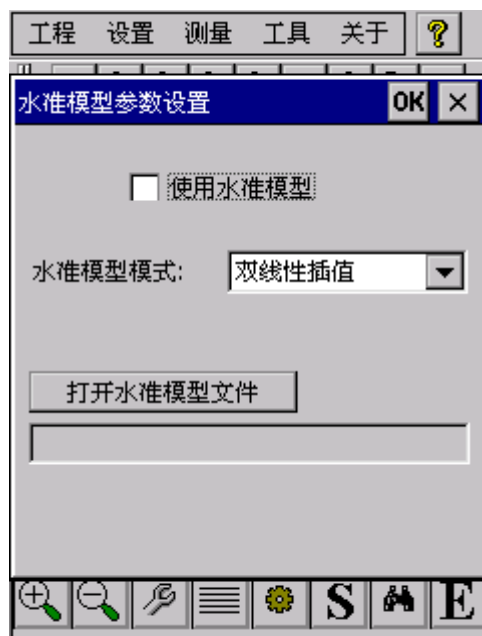 工程 设置 测量 工具 关于 ?
水准模型参数设置 OK ×
使用水准模型
水准模型模式: 双线性插值
打开水准模型文件
S E